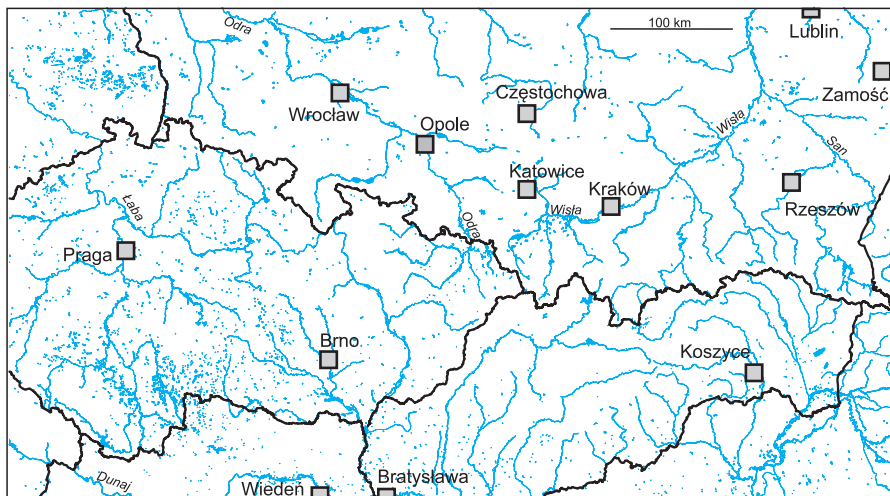 Odra
100 km
Lublin
Zamość
Wrocław
Częstochowa
Opole
Wisła
San
Katowice
Kraków
Rzeszów
Łaba
Wisła
Odra
Praga
Brno
Koszyce
Dunaj
Wiedeń
Bratysława